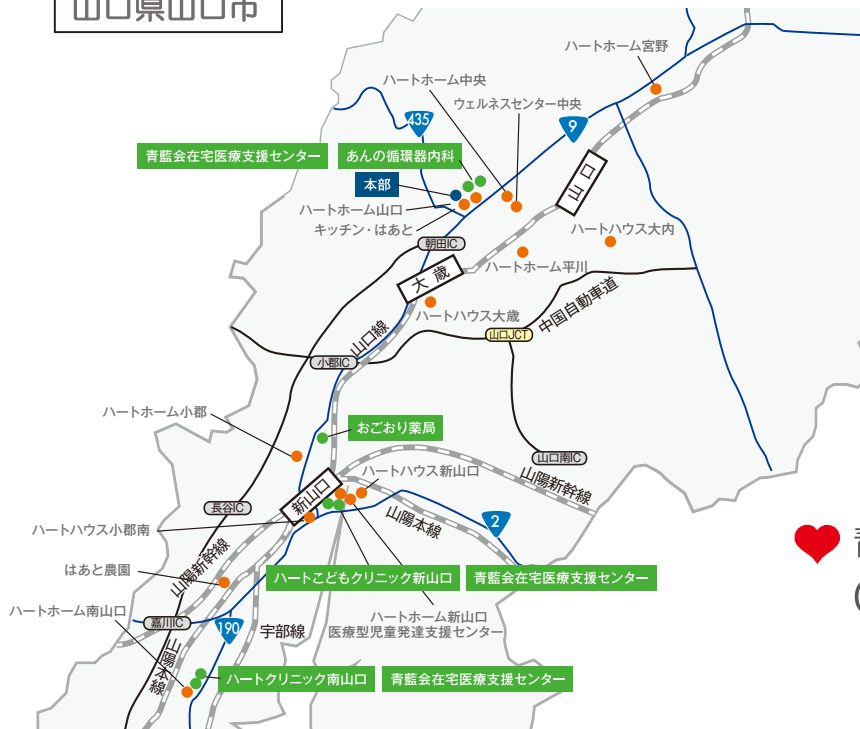 山口県山口市
ハートホーム宮野
ハートホーム中央
ウェルネスセンター中央
435
9
青藍会在宅医療支援センター
あんの循環器内科
本部
山口
ハートホーム山口
キッチン・はあと
ハートハウス大内
朝田IC
大歳
ハートホーム平川
中国自動車道
ハートハウス大歳
山口線
山口JCT
小郡IC
ハートホーム小郡
おごおり薬局
山口南IC
ハートハウス新山口
山陽新幹線
新山口
長谷IC
山陽本線
2
ハートハウス小郡南
山陽新幹線
はあと農園
ハートこどもクリニック新山口
青藍会在宅医療支援センター
ハートホーム南山口
ハートホーム新山口
医療型児童発達支援センター
嘉川IC
190
宇部線
山陽本線
ハートクリニック南山口
青藍会在宅医療支援センター